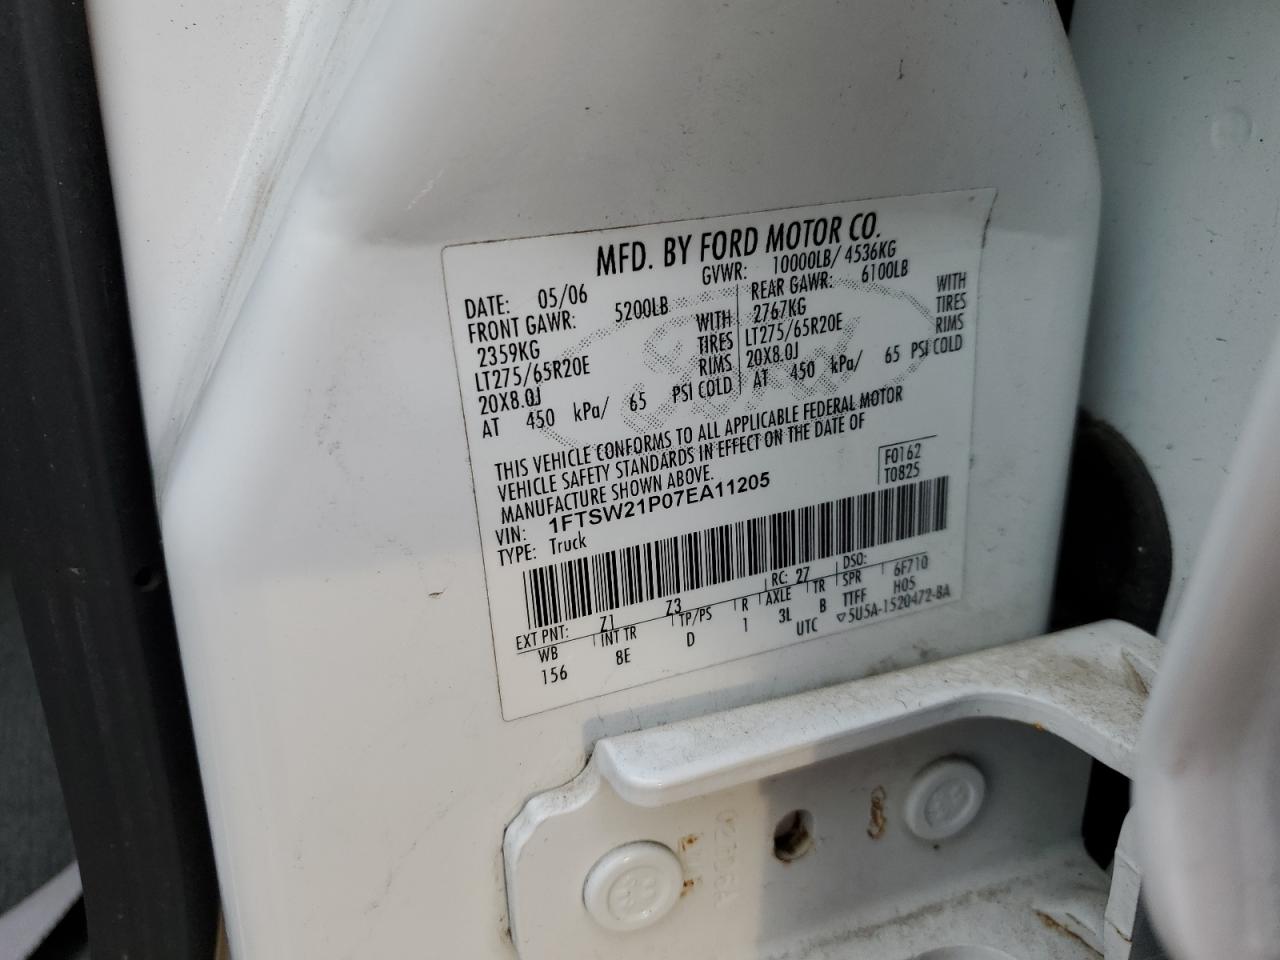 MFD. BY FORD MOTOR CO.
DATE: 05/06 GVWR: 10000LB/ 4536KG
FRONT GAWR: 5200LB REAR GAWR: 6100LB
2359KG WITH 2767KG WITH
LT275/65R20E TIRES LT275/65R20E TIRES
20X8.0J RIMS 20X8.0J RIMS
AT 450 kPa/ 65 PSI COLD AT 450 kPa/ 65 PSI COLD
THIS VEHICLE CONFORMS TO ALL APPLICABLE FEDERAL MOTOR
VEHICLE SAFETY STANDARDS IN EFFECT ON THE DATE OF
MANUFACTURE SHOWN ABOVE.
F0162
T0825
VIN: 1FTSW21P07EA11205
TYPE: Truck
EXT PNT: Z1 Z3 RC: 27 DSO: 6F710
WB INT TR TP/PS R AXLE TR SPR H05
156 8E D 1 3L B TTFF
UTC ▽5U5A-1520472-BA